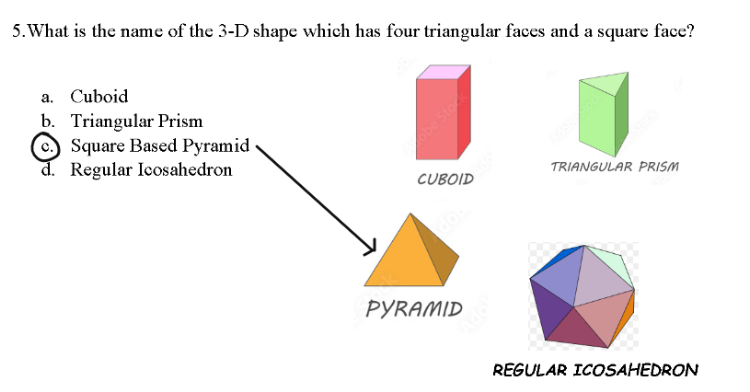 5.What is the name of the 3-D shape which has four triangular faces and a square face?
a. Cuboid
b. Triangular Prism
c. Square Based Pyramid
d. Regular Icosahedron
CUBOID
TRIANGULAR PRISM
PYRAMID
REGULAR ICOSAHEDRON